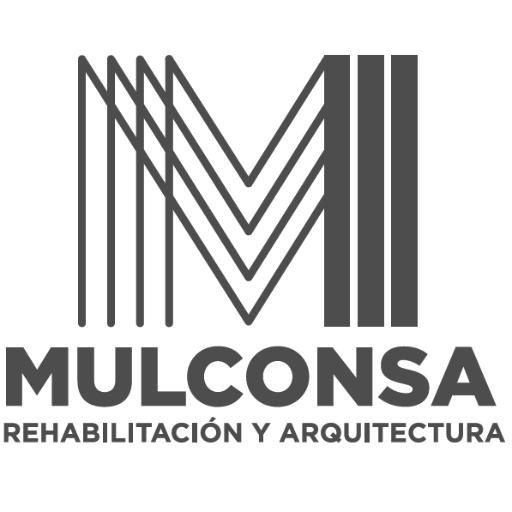 MULCONSA
REHABILITACIÓN Y ARQUITECTURA